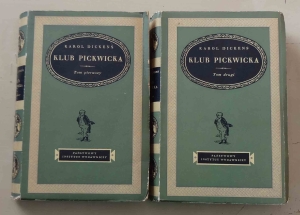 KAROL DICKENS
KLUB PICKWICKA
Tom pierwszy
PAŃSTWOWY
INSTYTUT WYDAWNICZY
KAROL DICKENS
KLUB PICKWICKA
Tom drugi
PAŃSTWOWY
INSTYTUT WYDAWNICZY